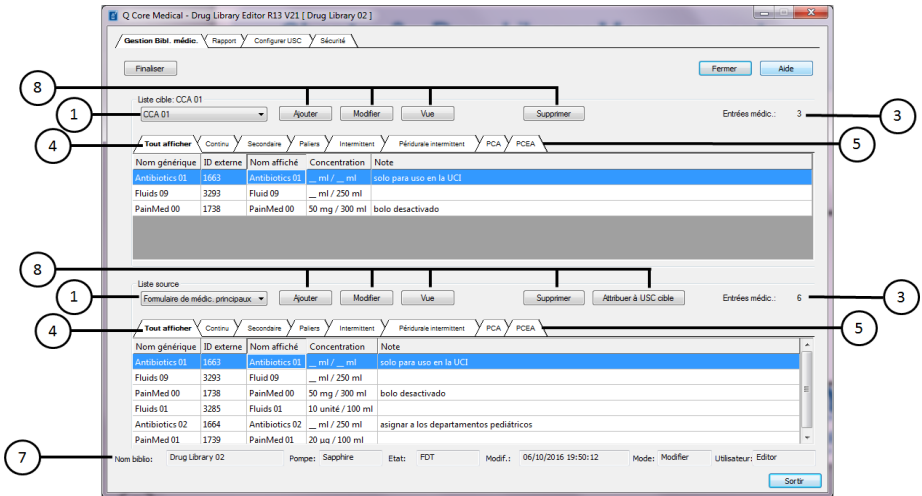 Q Core Medical - Drug Library Editor R13 V21 [ Drug Library 02 ]
Gestion Bibl. médic. Rapport Configurer USC Sécurité
Finaliser Fermer Aide
8
Liste cible: CCA 01
1 CCA 01 Ajouter Modifier Vue Supprimer Entrées médic.: 3 3
4 Tout afficher Continu Secondaire Paliers Intermittent Péridurale intermittent PCA PCEA 5
Nom générique ID externe Nom affiché Concentration Note
Antibiotics 01 1663 Antibiotics 01 __ ml / __ ml solo para uso en la UCI
Fluids 09 3293 Fluid 09 __ ml / 250 ml
PainMed 00 1738 PainMed 00 50 mg / 300 ml bolo desactivado
8
Liste source
1 Formulaire de médic. principaux Ajouter Modifier Vue Supprimer Attribuer à USC cible Entrées médic.: 6 3
4 Tout afficher Continu Secondaire Paliers Intermittent Péridurale intermittent PCA PCEA 5
Nom générique ID externe Nom affiché Concentration Note
Antibiotics 01 1663 Antibiotics 01 __ ml / __ ml solo para uso en la UCI
Fluids 09 3293 Fluid 09 __ ml / 250 ml
PainMed 00 1738 PainMed 00 50 mg / 300 ml bolo desactivado
Fluids 01 3285 Fluids 01 10 unité / 100 ml
Antibiotics 02 1664 Antibiotics 02 __ ml / 250 ml asignar a los departamentos pediátricos
PainMed 01 1739 PainMed 01 20 µg / 100 ml
7 Nom biblio: Drug Library 02 Pompe: Sapphire Etat: FDT Modif.: 06/10/2016 19:50:12 Mode: Modifier Utilisateur: Editor
Sortir